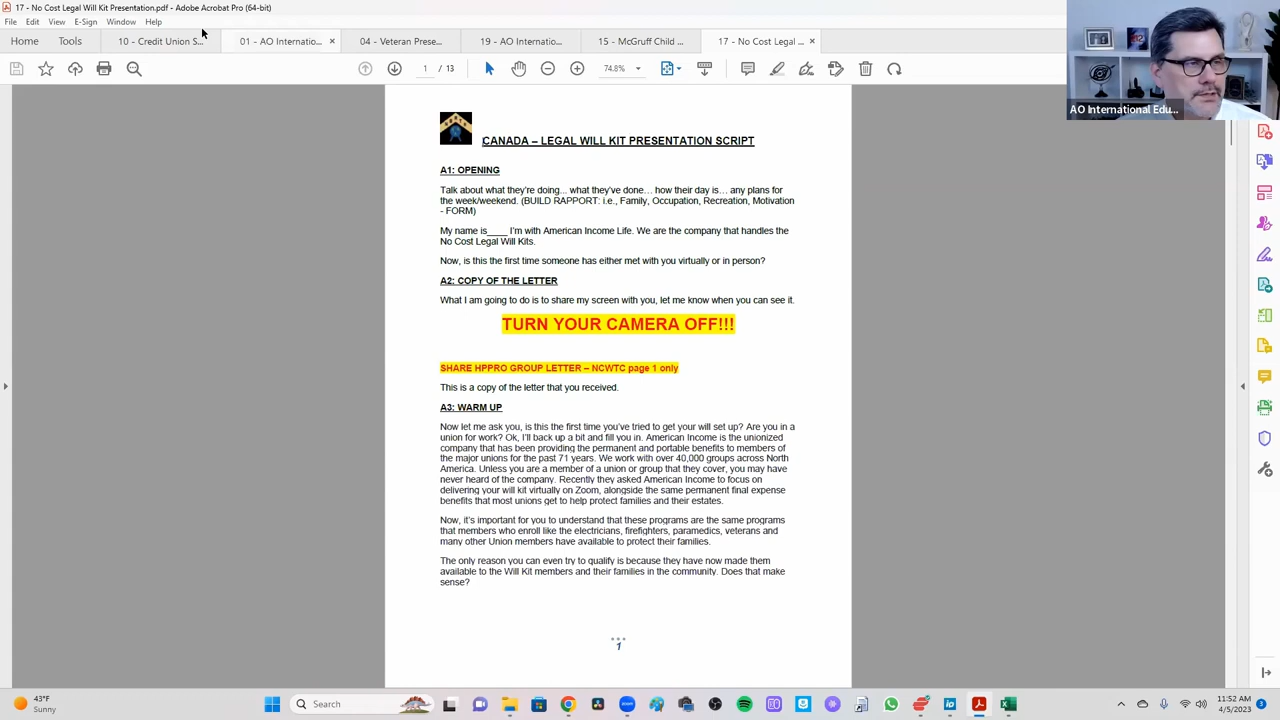 17 - No Cost Legal Will Kit Presentation.pdf - Adobe Acrobat Pro (64-bit)
File Edit View E-Sign Window Help
Home Tools 10 - Credit Union S... 01 - AO Internatio... 04 - Veteran Prese... 19 - AO Internatio... 15 - McGruff Child ... 17 - No Cost Legal ...
1 / 13 74.8%
AO International Edu...
CANADA – LEGAL WILL KIT PRESENTATION SCRIPT
A1: OPENING
Talk about what they're doing... what they've done… how their day is… any plans for
the week/weekend. (BUILD RAPPORT: i.e., Family, Occupation, Recreation, Motivation
- FORM)
My name is____ I'm with American Income Life. We are the company that handles the
No Cost Legal Will Kits.
Now, is this the first time someone has either met with you virtually or in person?
A2: COPY OF THE LETTER
What I am going to do is to share my screen with you, let me know when you can see it.
TURN YOUR CAMERA OFF!!!
SHARE HPPRO GROUP LETTER – NCWTC page 1 only
This is a copy of the letter that you received.
A3: WARM UP
Now let me ask you, is this the first time you've tried to get your will set up? Are you in a
union for work? Ok, I'll back up a bit and fill you in. American Income is the unionized
company that has been providing the permanent and portable benefits to members of
the major unions for the past 71 years. We work with over 40,000 groups across North
America. Unless you are a member of a union or group that they cover, you may have
never heard of the company. Recently they asked American Income to focus on
delivering your will kit virtually on Zoom, alongside the same permanent final expense
benefits that most unions get to help protect families and their estates.
Now, it's important for you to understand that these programs are the same programs
that members who enroll like the electricians, firefighters, paramedics, veterans and
many other Union members have available to protect their families.
The only reason you can even try to qualify is because they have now made them
available to the Will Kit members and their families in the community. Does that make
sense?
1
43°F
Sunny
Search
11:52 AM
4/5/2023
3